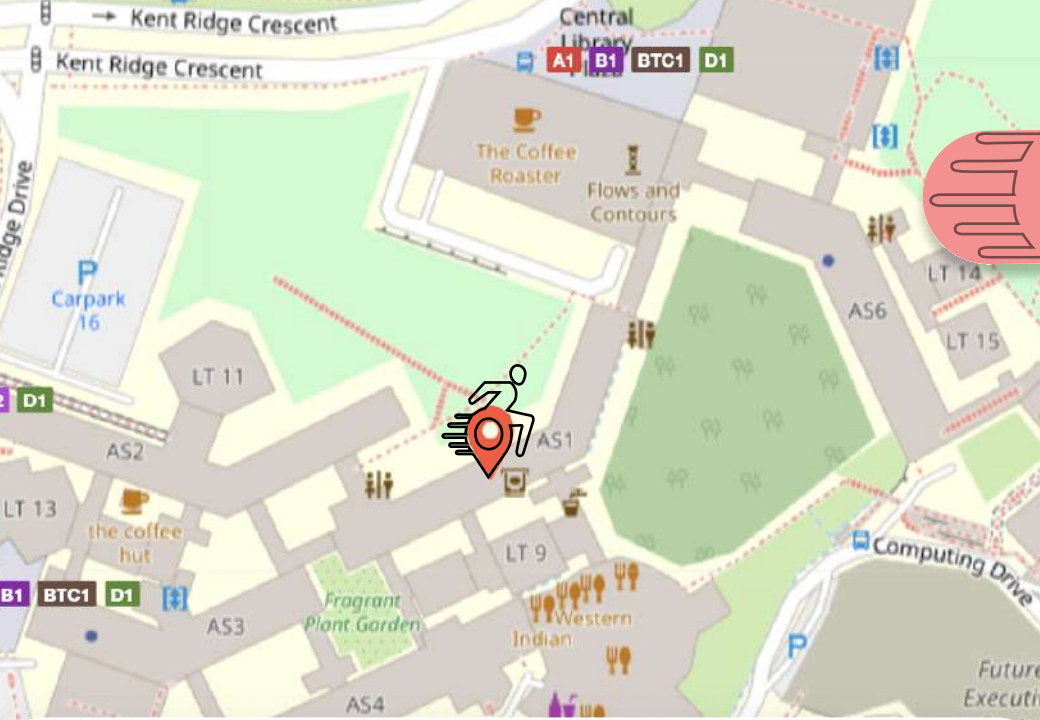 Kent Ridge Crescent
Central
Library
Plaza
Kent Ridge Crescent
A1 B1 BTC1 D1
The Coffee
Roaster
Flows and
Contours
Ridge Drive
P
Carpark
16
LT 14
AS6
LT 15
LT 11
2 D1
AS1
AS2
LT 13
the coffee
hut
LT 9
Computing Drive
B1 BTC1 D1
Fragrant
Plant Garden
Western
Indian
AS3
P
AS4
Future
Executi